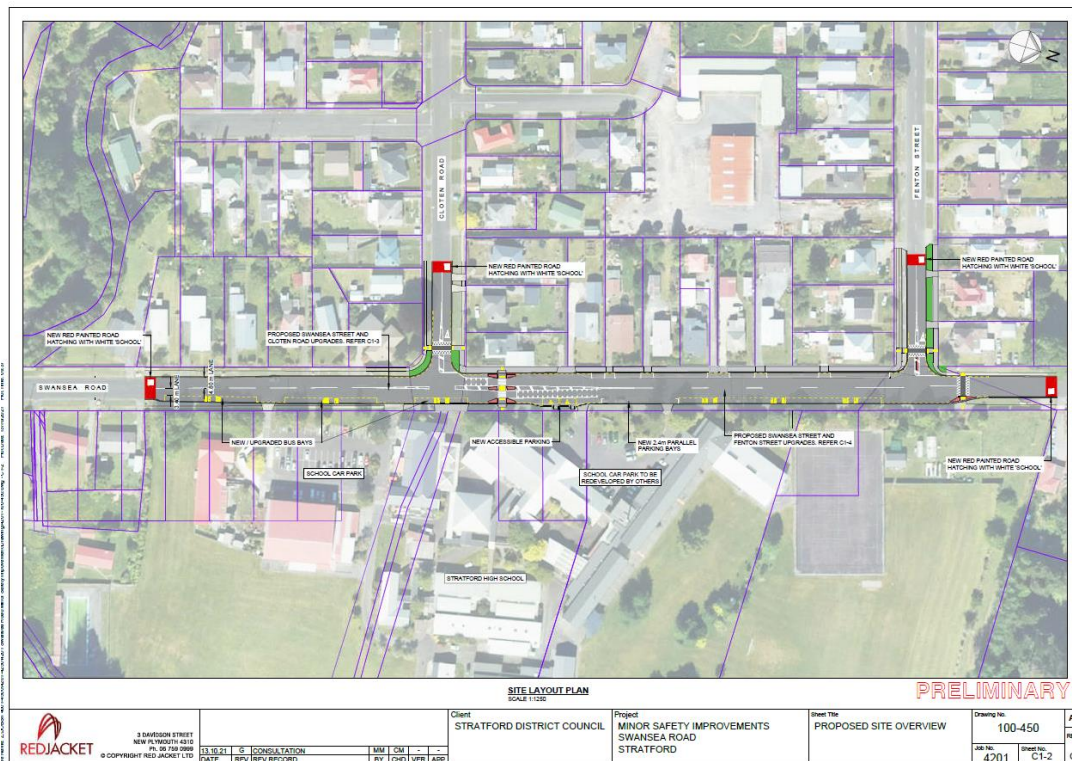 N
CLOTEN ROAD
FENTON STREET
NEW RED PAINTED ROAD
HATCHING WITH WHITE 'SCHOOL'
NEW RED PAINTED ROAD
HATCHING WITH WHITE 'SCHOOL'
NEW RED PAINTED ROAD
HATCHING WITH WHITE 'SCHOOL'
PROPOSED SWANSEA STREET AND
CLOTEN ROAD UPGRADES. REFER C1-3
SWANSEA ROAD
NEW / UPGRADED BUS BAYS
NEW ACCESSIBLE PARKING
NEW 2.4m PARALLEL
PARKING BAYS
PROPOSED SWANSEA STREET AND
FENTON STREET UPGRADES. REFER C1-4
NEW RED PAINTED ROAD
HATCHING WITH WHITE 'SCHOOL'
SCHOOL CAR PARK
SCHOOL CAR PARK TO BE
REDEVELOPED BY OTHERS
STRATFORD HIGH SCHOOL
SITE LAYOUT PLAN
SCALE 1:1250
PRELIMINARY
REDJACKET
3 DAVIDSON STREET
NEW PLYMOUTH 4310
Ph. 06 759 0999
© COPYRIGHT RED JACKET LTD
13.10.21 G CONSULTATION MM CM - -
DATE REV REV RECORD BY CHD VER APP
Client
STRATFORD DISTRICT COUNCIL
Project
MINOR SAFETY IMPROVEMENTS
SWANSEA ROAD
STRATFORD
Sheet Title
PROPOSED SITE OVERVIEW
Drawing No.
100-450
Job No.
4201
Sheet No.
C1-2